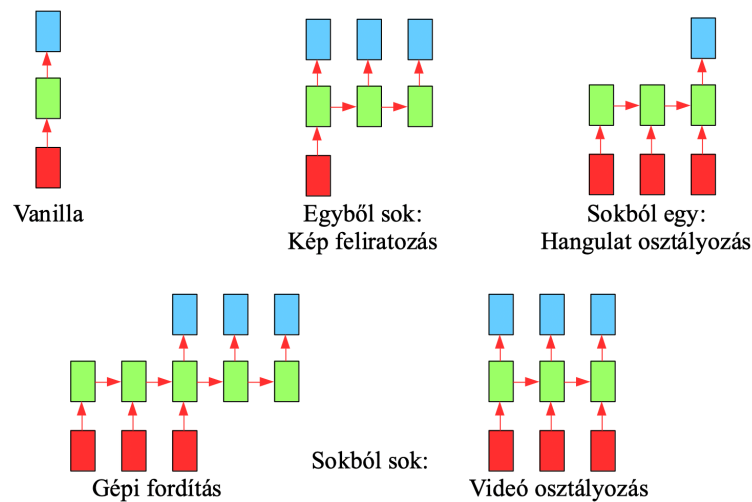 Vanilla
Egyből sok:
Kép feliratozás
Sokból egy:
Hangulat osztályozás
Gépi fordítás
Sokból sok:
Videó osztályozás